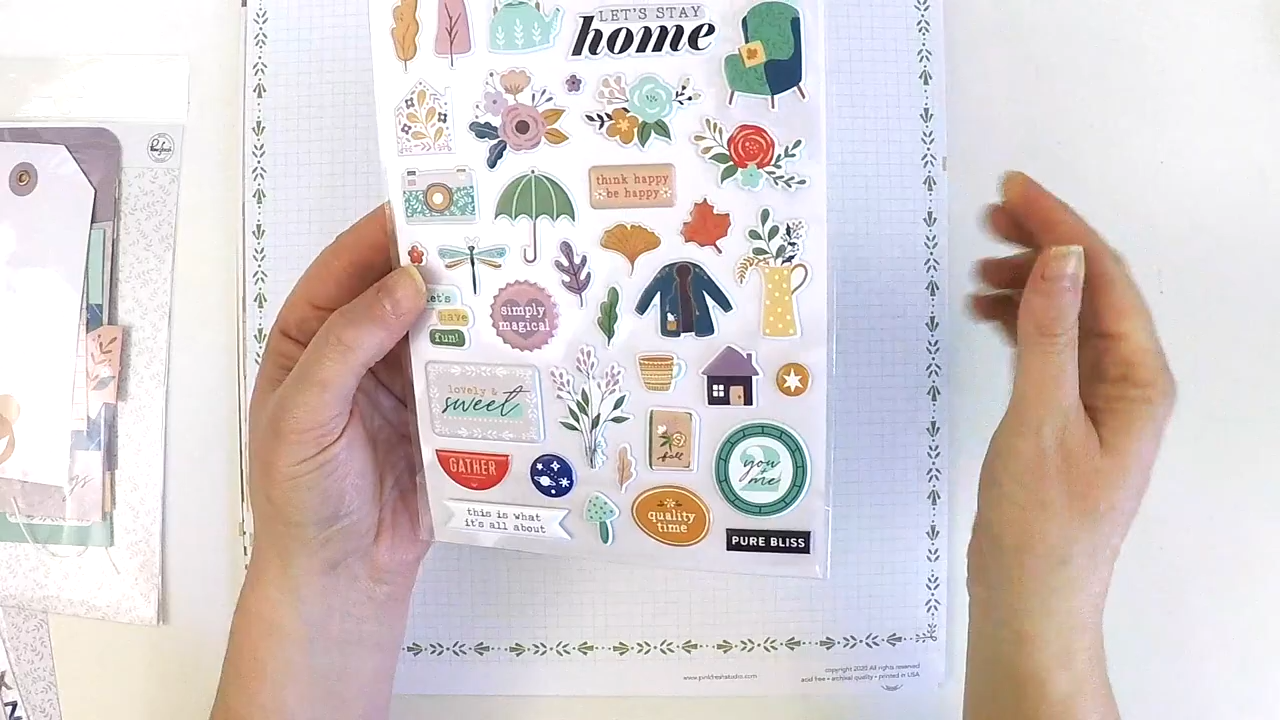 LET'S STAY
home
think happy
be happy
let's
have
fun!
simply
magical
lovely &
sweet
fall
you
2
me
GATHER
this is what
it's all about
quality
time
PURE BLISS
www.pinkfreshstudio.com
copyright 2020 All rights reserved
acid free • archival quality • printed in USA